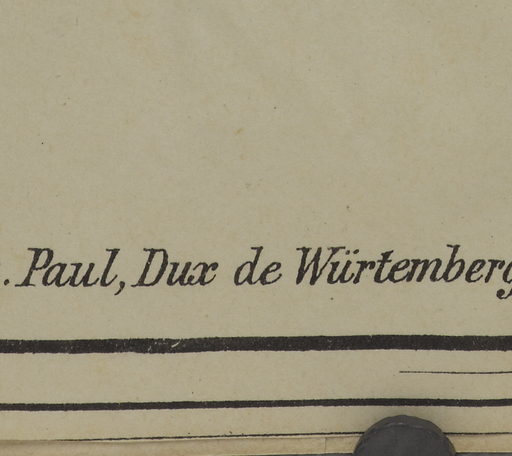 . Paul, Dux de Würtemberg